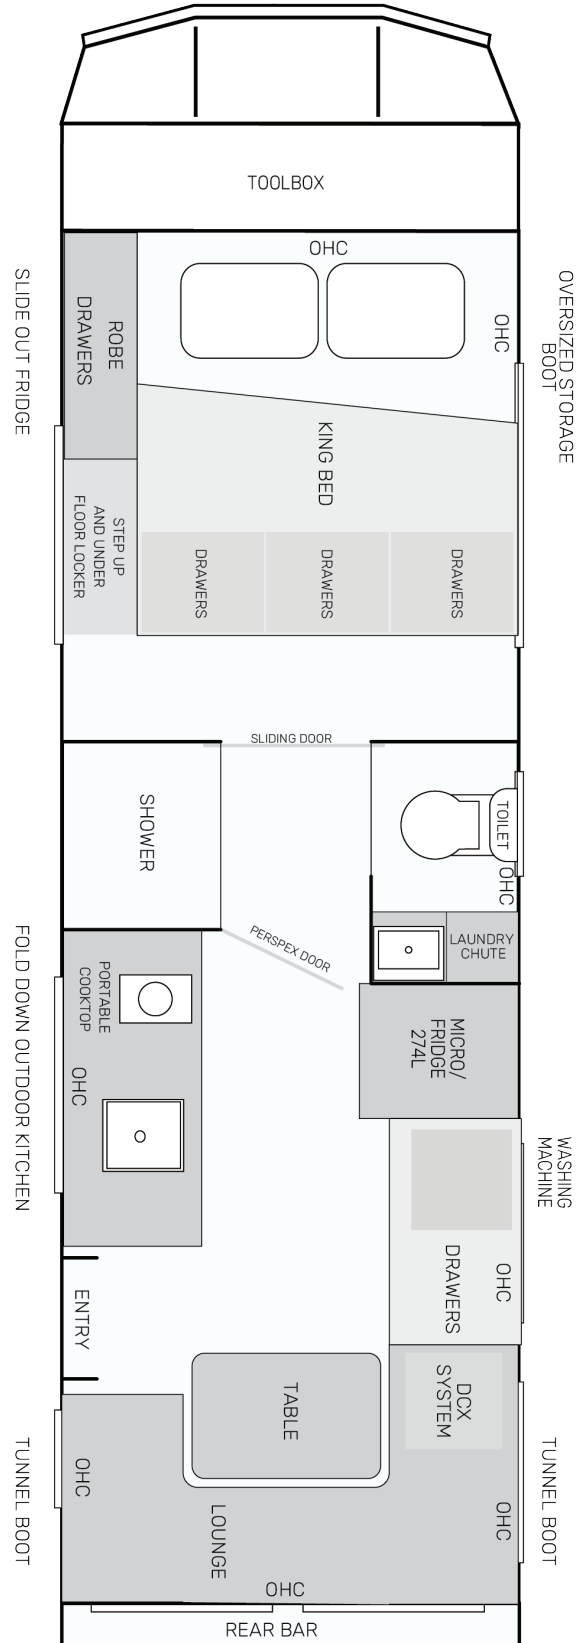 TOOLBOX
OHC
OHC
SLIDE OUT FRIDGE
OVERSIZED STORAGE
BOOT
ROBE
DRAWERS
KING BED
STEP UP
AND UNDER
FLOOR LOCKER
DRAWERS
DRAWERS
DRAWERS
SLIDING DOOR
SHOWER
TOILET
OHC
PERSPEX DOOR
LAUNDRY
CHUTE
FOLD DOWN OUTDOOR KITCHEN
PORTABLE
COOKTOP
OHC
MICRO/
FRIDGE
274L
WASHING
MACHINE
DRAWERS
OHC
ENTRY
TABLE
DCX
SYSTEM
TUNNEL BOOT
OHC
LOUNGE
OHC
TUNNEL BOOT
OHC
REAR BAR